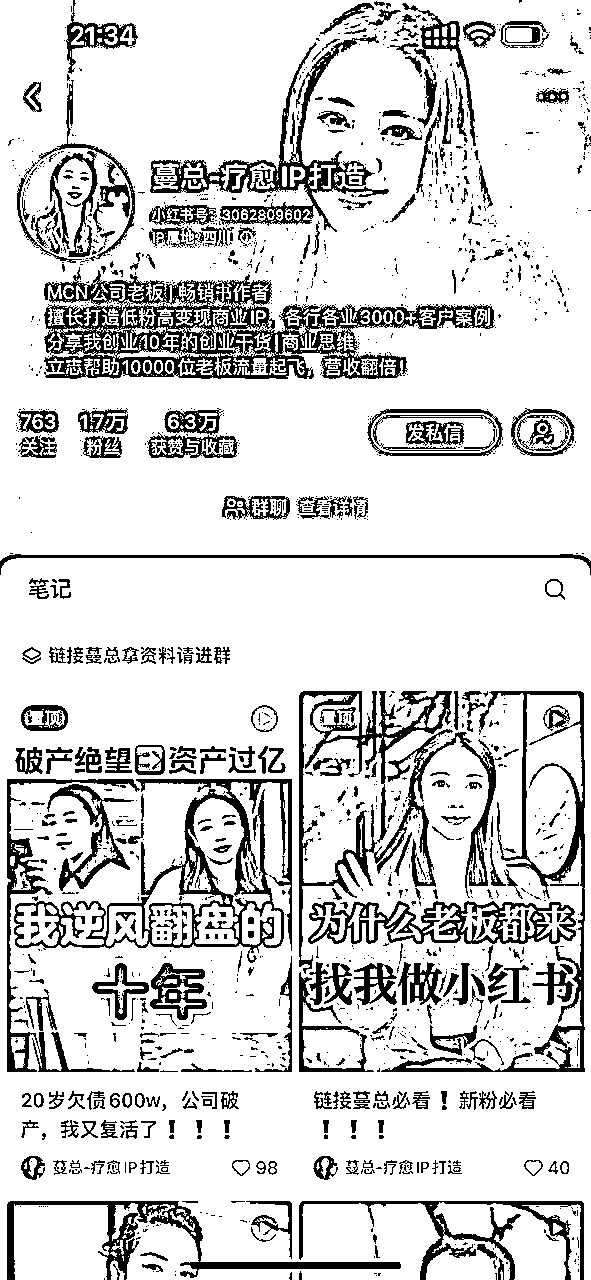 21:34
蔓总-疗愈IP打造
小红书号：3062809602
IP属地：四川
MCN公司老板|畅销书作者
擅长打造低粉高变现商业IP，各行各业3000+客户案例
分享我创业10年的创业干货|商业思维
立志帮助10000位老板流量起飞，营收翻倍！
763 1.7万 6.3万
关注 粉丝 获赞与收藏
发私信
群聊 查看详情
笔记
链接蔓总拿资料请进群
置顶
破产绝望➡资产过亿
我逆风翻盘的
十年
20岁欠债600w，公司破
产，我又复活了！！！
蔓总-疗愈IP打造 98
置顶
为什么老板都来
找我做小红书
链接蔓总必看！新粉必看
！！！
蔓总-疗愈IP打造 40